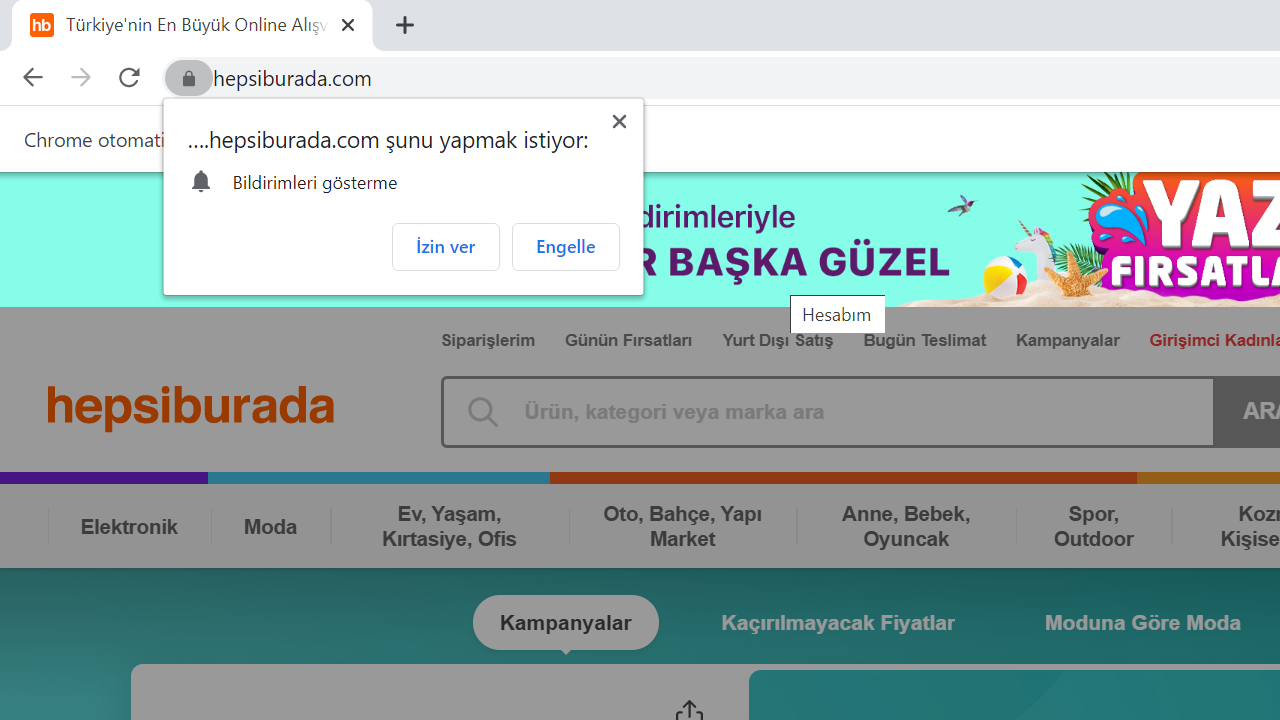 hb Türkiye'nin En Büyük Online Alışv
hepsiburada.com
Chrome otomati
....hepsiburada.com şunu yapmak istiyor:
Bildirimleri gösterme
İzin ver Engelle
dirimleriyle
R BAŞKA GÜZEL
YAZ
FIRSATLA
Hesabım
Siparişlerim Günün Fırsatları Yurt Dışı Satış Bugün Teslimat Kampanyalar Girişimci Kadınla
hepsiburada
Ürün, kategori veya marka ara
ARA
Elektronik
Moda
Ev, Yaşam,
Kırtasiye, Ofis
Oto, Bahçe, Yapı
Market
Anne, Bebek,
Oyuncak
Spor,
Outdoor
Kozr
Kişise
Kampanyalar Kaçırılmayacak Fiyatlar Moduna Göre Moda